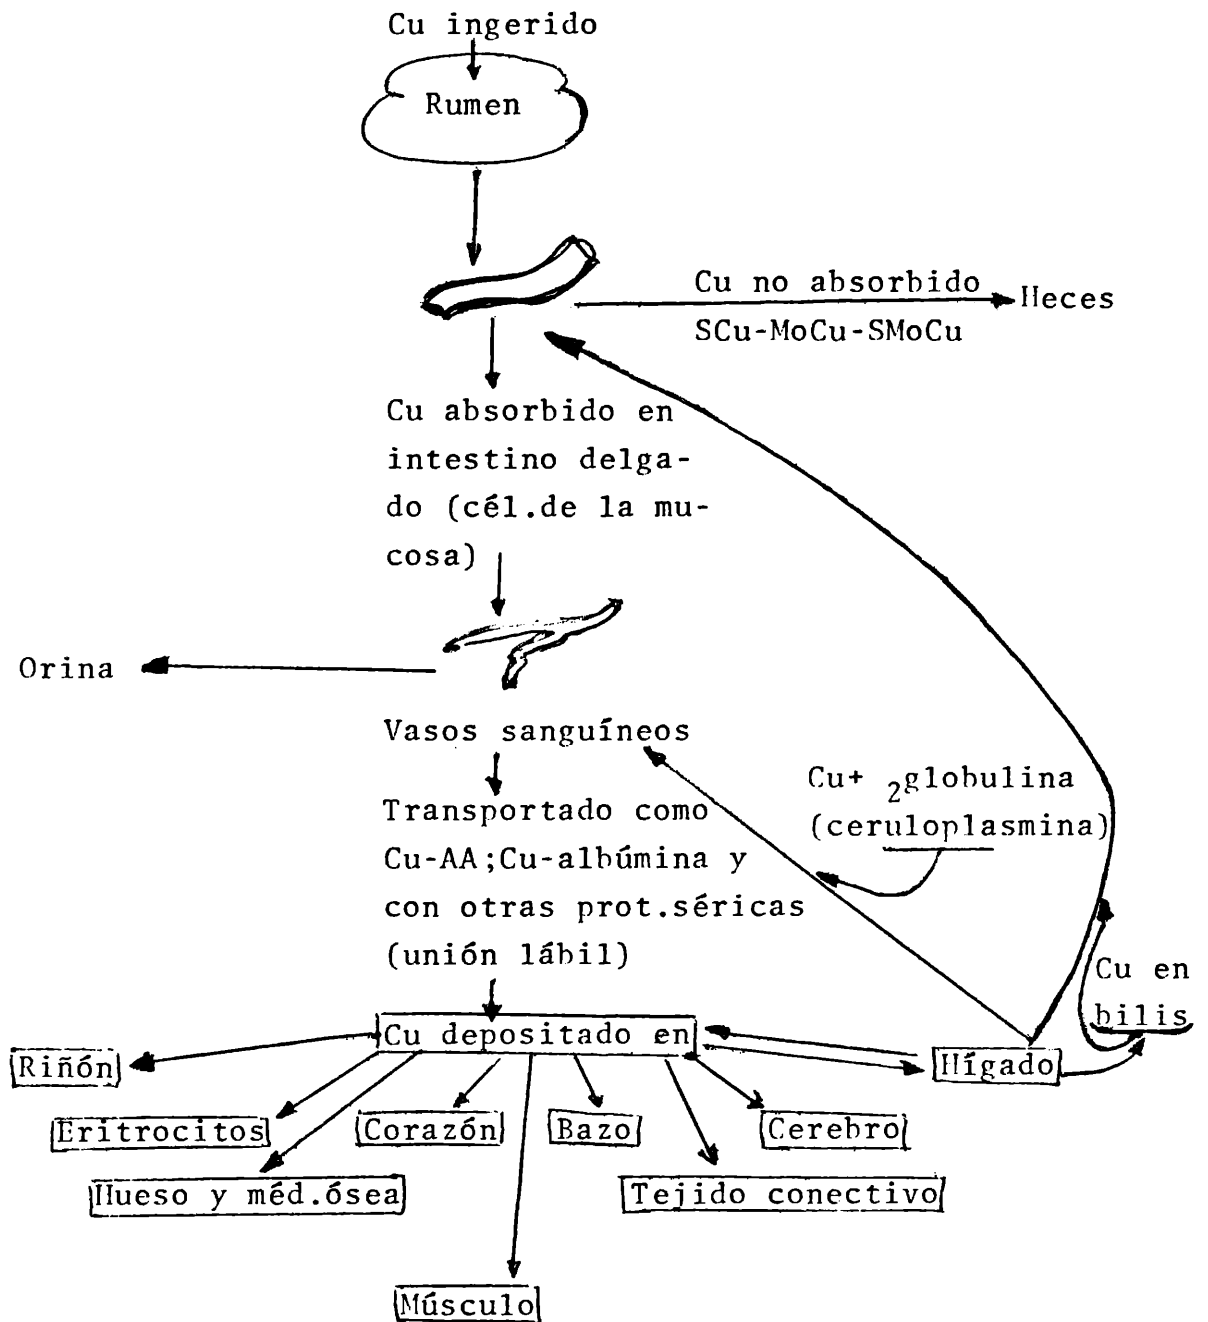 Cu ingerido
Rumen
Cu no absorbido
Heces
SCu-MoCu-SMoCu
Cu absorbido en
intestino delga-
do (cél.de la mu-
cosa)
Orina
Vasos sanguíneos
Cu+ 2globulina
(ceruloplasmina)
Transportado como
Cu-AA;Cu-albúmina y
con otras prot.séricas
(unión lábil)
Cu en
bilis
Cu depositado en
Hígado
Riñón
Eritrocitos
Corazón
Bazo
Cerebro
Hueso y méd.ósea
Tejido conectivo
Músculo